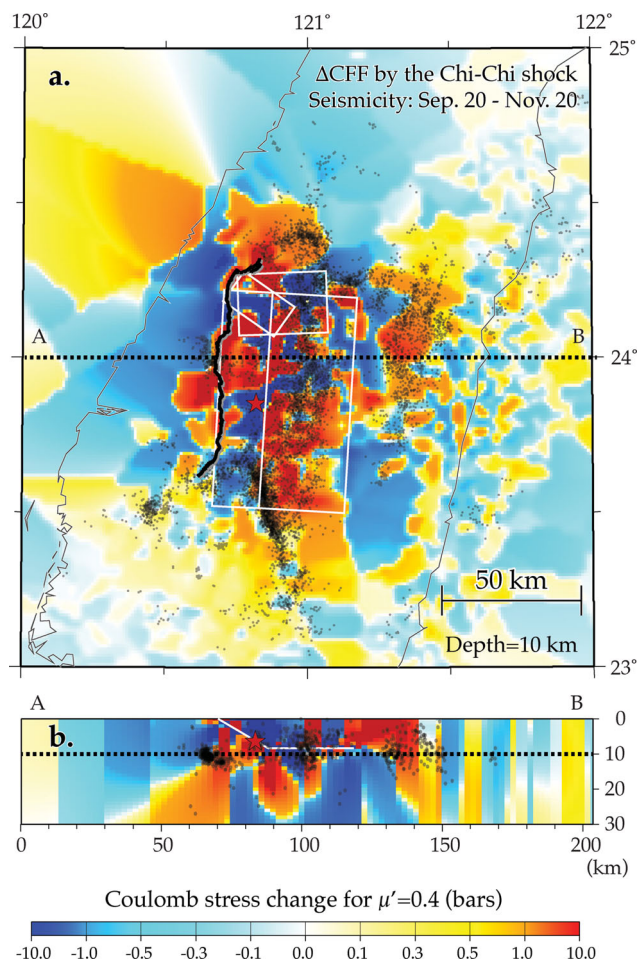 120° 121° 122°
a.
ΔCFF by the Chi-Chi shock
Seismicity: Sep. 20 - Nov. 20
25°
A B
24°
50 km
Depth=10 km
23°
A B
b.
0
10
20
30
0 50 100 150 200
(km)
Coulomb stress change for μ'=0.4 (bars)
-10.0 -1.0 -0.5 -0.3 -0.1 0.0 0.1 0.3 0.5 1.0 10.0